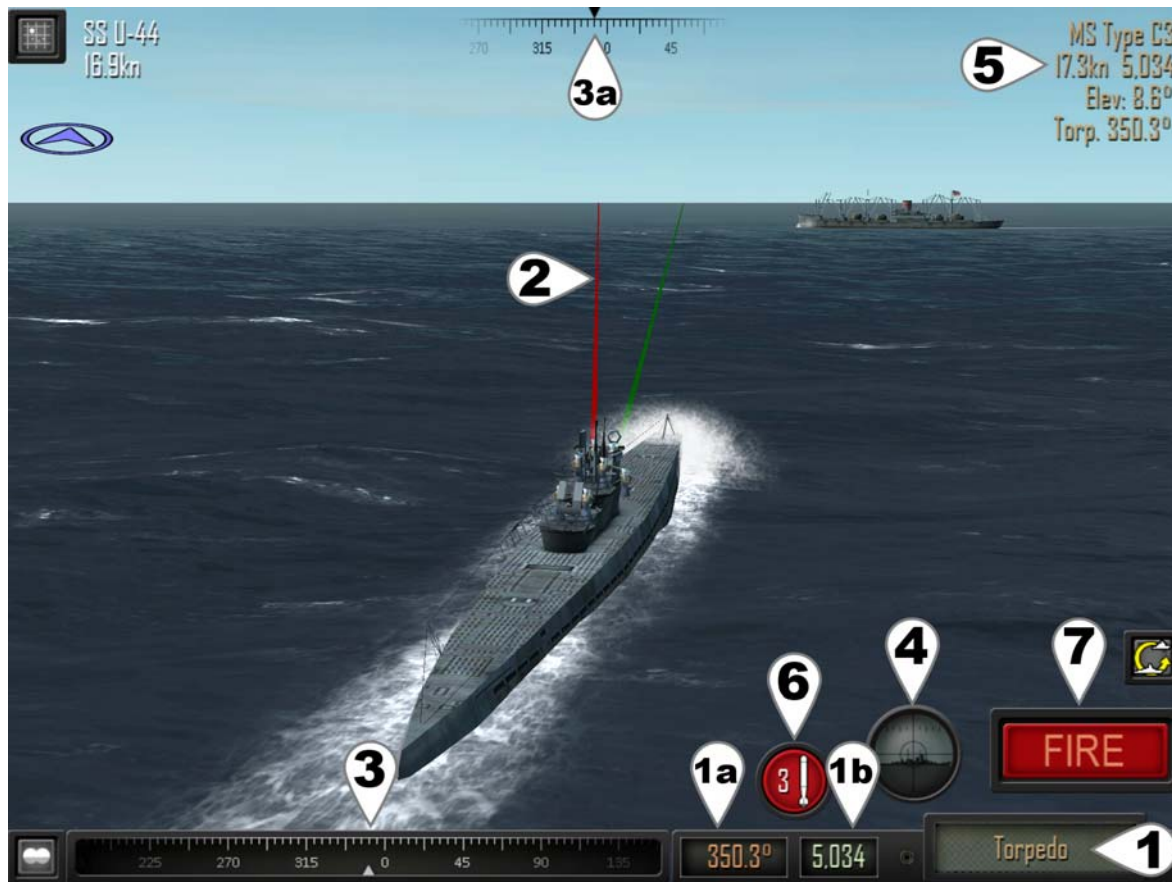 SS U-44
16.9kn
270 315 0 45
3a
MS Type C3
17.3kn 5,034
Elev: 8.6°
Torp. 350.3°
5
2
4
7
6
FIRE
3
1a
3
1b
225 270 315 0 45 90 135
350.3°
5,034
Torpedo
1